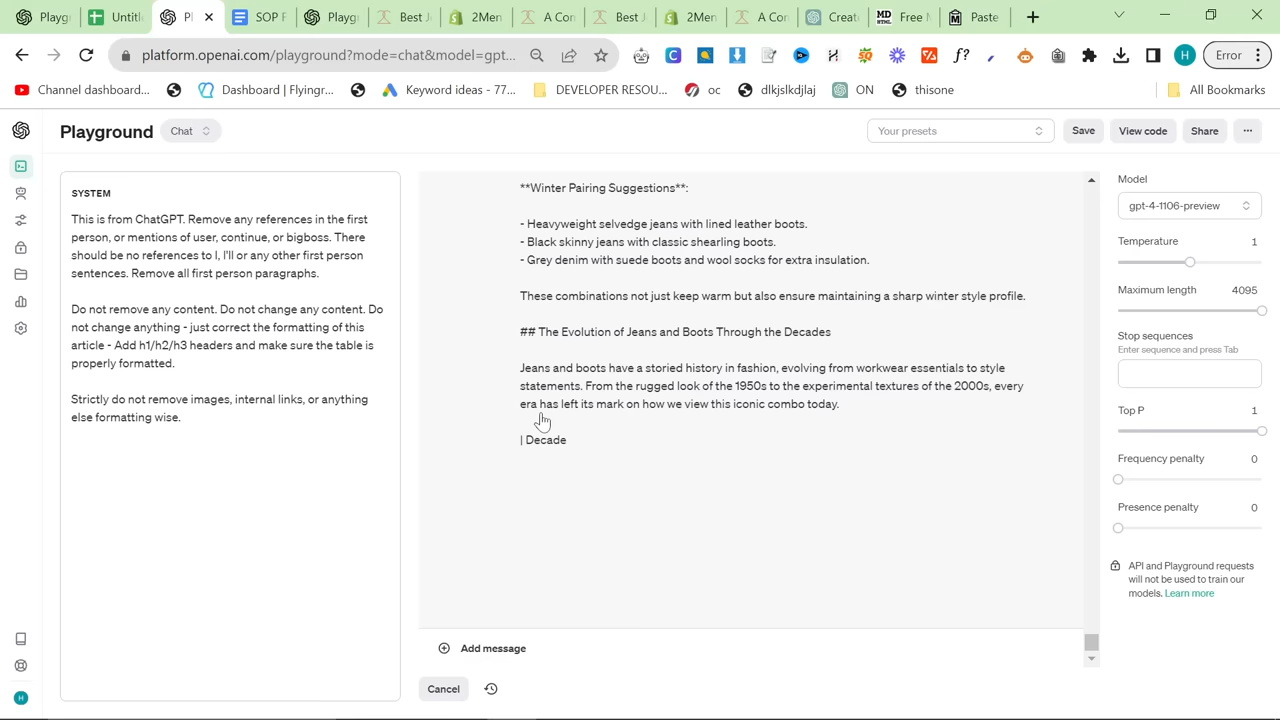 Playg
Untitl
Pl
SOP F
Playg
Best J
2Men
A Con
Best J
2Men
A Con
Create
Free M
Paste
platform.openai.com/playground?mode=chat&model=gpt...
Error
Channel dashboard...
Dashboard | Flyingr...
Keyword ideas - 77...
DEVELOPER RESOU...
oc
dlkjslkdjlaj
ON
thisone
All Bookmarks
Playground
Chat
Your presets
Save
View code
Share
SYSTEM
This is from ChatGPT. Remove any references in the first
person, or mentions of user, continue, or bigboss. There
should be no references to I, I'll or any other first person
sentences. Remove all first person paragraphs.
Do not remove any content. Do not change any content. Do
not change anything - just correct the formatting of this
article - Add h1/h2/h3 headers and make sure the table is
properly formatted.
Strictly do not remove images, internal links, or anything
else formatting wise.
**Winter Pairing Suggestions**:
- Heavyweight selvedge jeans with lined leather boots.
- Black skinny jeans with classic shearling boots.
- Grey denim with suede boots and wool socks for extra insulation.
These combinations not just keep warm but also ensure maintaining a sharp winter style profile.
## The Evolution of Jeans and Boots Through the Decades
Jeans and boots have a storied history in fashion, evolving from workwear essentials to style
statements. From the rugged look of the 1950s to the experimental textures of the 2000s, every
era has left its mark on how we view this iconic combo today.
| Decade
Add message
Cancel
Model
gpt-4-1106-preview
Temperature 1
Maximum length 4095
Stop sequences
Enter sequence and press Tab
Top P 1
Frequency penalty 0
Presence penalty 0
API and Playground requests
will not be used to train our
models. Learn more